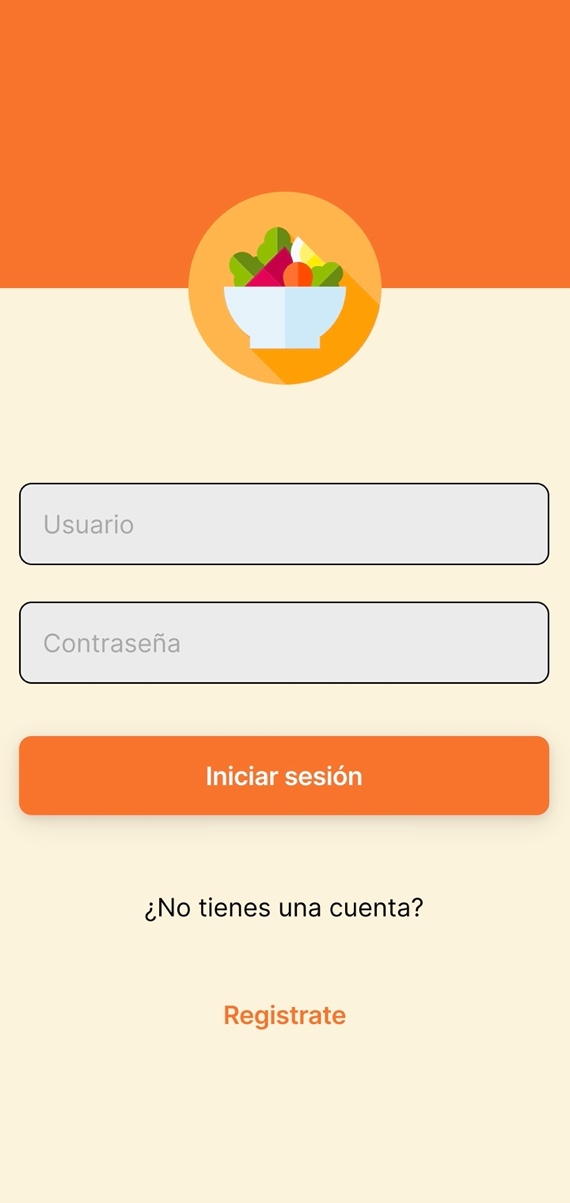 Usuario
Contraseña
Iniciar sesión
¿No tienes una cuenta?
Registrate